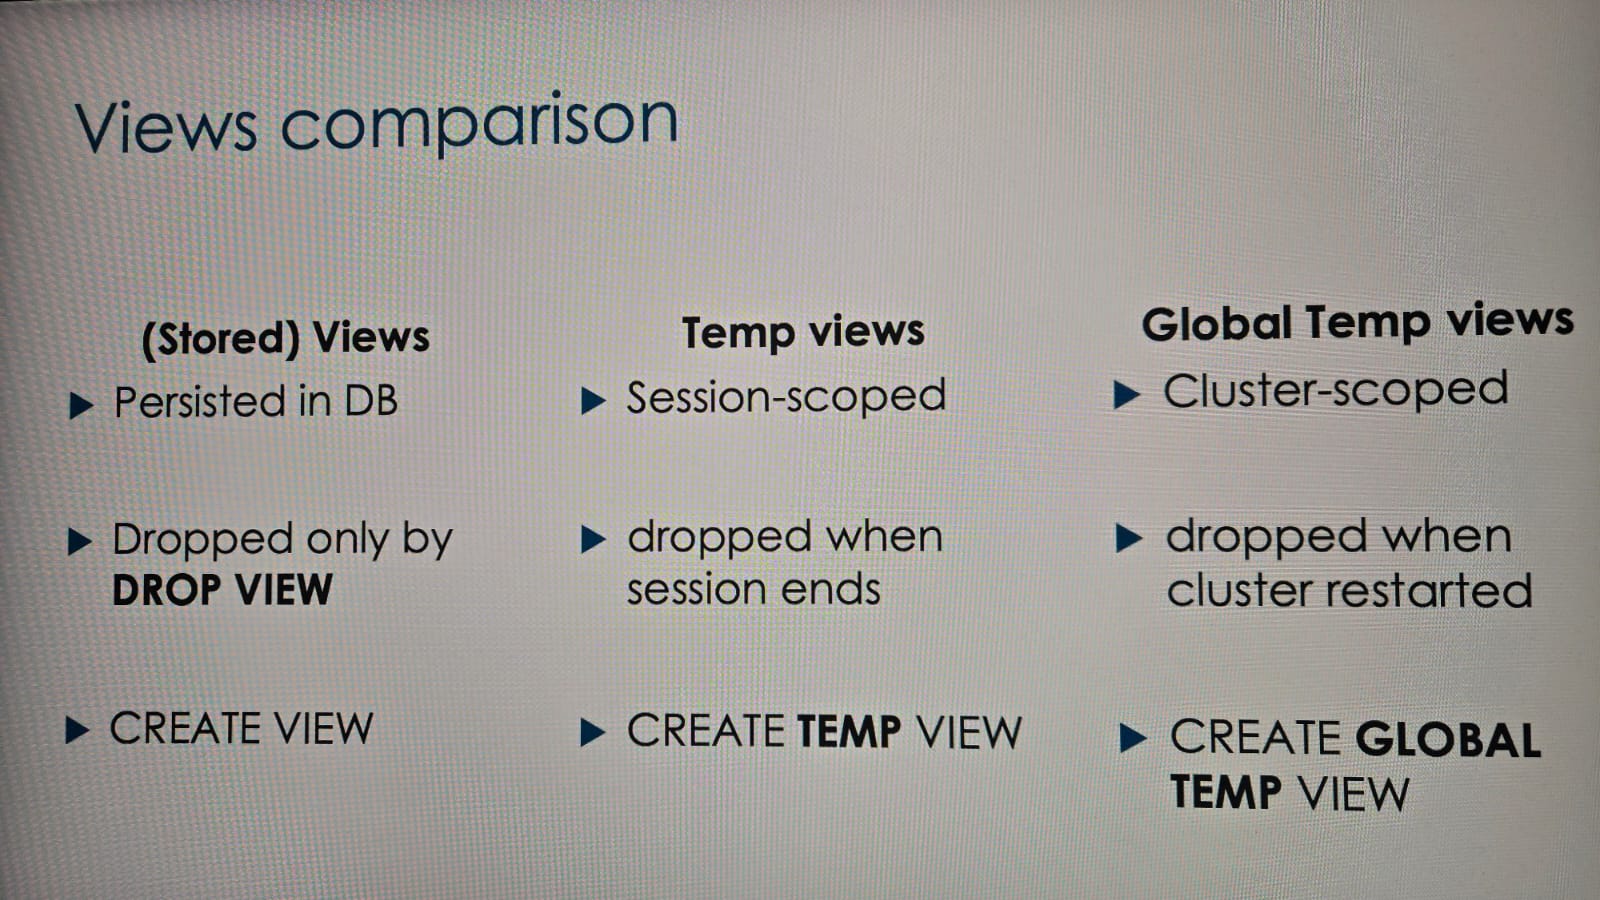 Views comparison
(Stored) Views
Persisted in DB
Dropped only by
DROP VIEW
CREATE VIEW
Temp views
Session-scoped
dropped when
session ends
CREATE TEMP VIEW
Global Temp views
Cluster-scoped
dropped when
cluster restarted
CREATE GLOBAL
TEMP VIEW